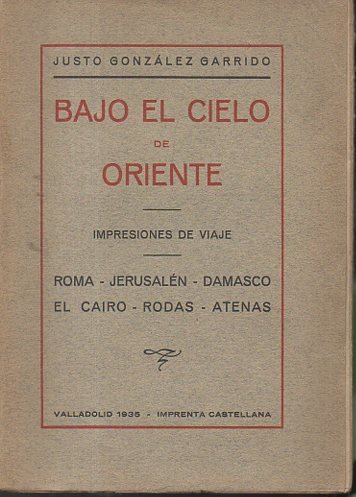 JUSTO GONZÁLEZ GARRIDO
BAJO EL CIELO
DE
ORIENTE
IMPRESIONES DE VIAJE
ROMA - JERUSALÉN - DAMASCO
EL CAIRO - RODAS - ATENAS
VALLADOLID 1935 - IMPRENTA CASTELLANA